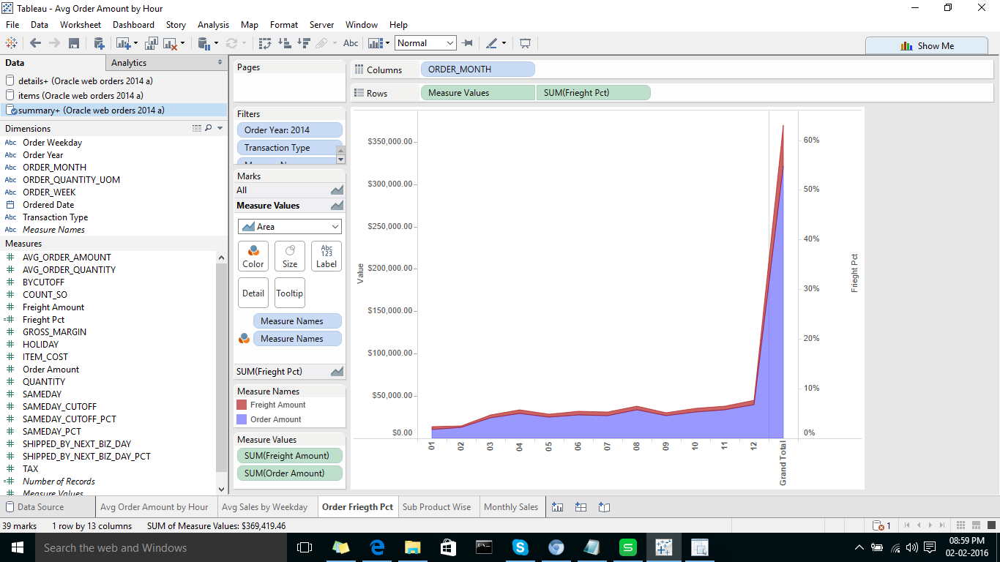 Tableau - Avg Order Amount by Hour
File Data Worksheet Dashboard Story Analysis Map Format Server Window Help
Abc Normal Show Me
Data Analytics
details+ (Oracle web orders 2014 a)
items (Oracle web orders 2014 a)
summary+ (Oracle web orders 2014 a)
Dimensions
Abc Order Weekday
Abc Order Year
Abc ORDER_MONTH
Abc ORDER_QUANTITY_UOM
Abc ORDER_WEEK
Ordered Date
Abc Transaction Type
Abc Measure Names
Measures
AVG_ORDER_AMOUNT
AVG_ORDER_QUANTITY
BYCUTOFF
COUNT_SO
Freight Amount
Frieght Pct
GROSS_MARGIN
HOLIDAY
ITEM_COST
Order Amount
QUANTITY
SAMEDAY
SAMEDAY_CUTOFF
SAMEDAY_CUTOFF_PCT
SAMEDAY_PCT
SHIPPED_BY_NEXT_BIZ_DAY
SHIPPED_BY_NEXT_BIZ_DAY_PCT
TAX
Number of Records
Measure Values
Pages
Filters
Order Year: 2014
Transaction Type
Marks
All
Measure Values
Area
Color Size Abc 123 Label
Detail Tooltip
Measure Names
Measure Names
SUM(Frieght Pct)
Measure Names
Freight Amount
Order Amount
Measure Values
SUM(Freight Amount)
SUM(Order Amount)
Columns ORDER_MONTH
Rows Measure Values SUM(Frieght Pct)
Value
$350,000.00
$300,000.00
$250,000.00
$200,000.00
$150,000.00
$100,000.00
$50,000.00
$0.00
60%
50%
40%
30%
20%
10%
0%
Frieght Pct
01 02 03 04 05 06 07 08 09 10 11 12 Grand Total
Data Source Avg Order Amount by Hour Avg Sales by Weekday Order Friegth Pct Sub Product Wise Monthly Sales
39 marks 1 row by 13 columns SUM of Measure Values: $369,419.46 1
Search the web and Windows
08:59 PM
02-02-2016